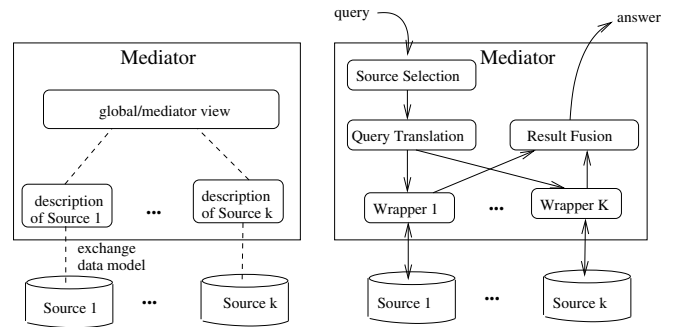 Mediator
global/mediator view
description
of Source 1
...
description
of Source k
exchange
data model
Source 1
...
Source k
query
answer
Mediator
Source Selection
Query Translation
Result Fusion
Wrapper 1
...
Wrapper K
Source 1
...
Source k